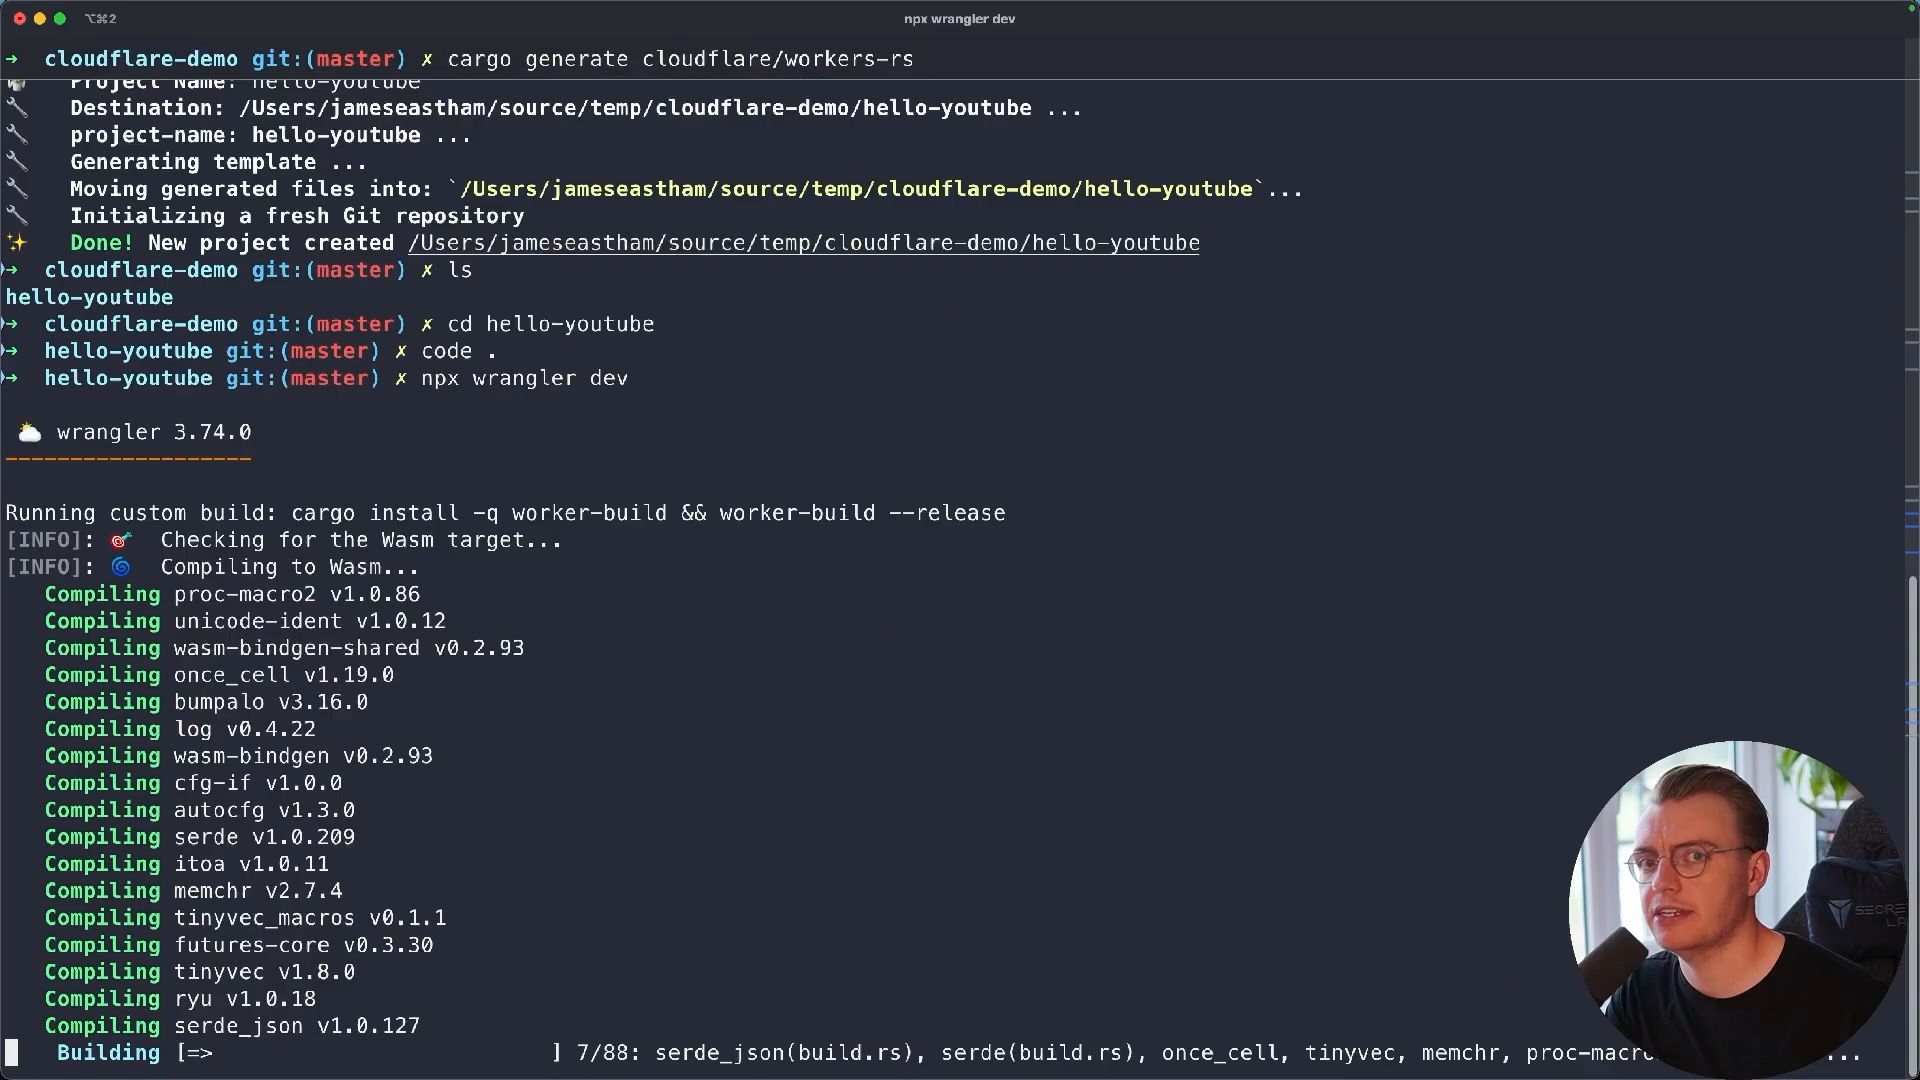 ⌥⌘2
npx wrangler dev
→ cloudflare-demo git:(master) ✗ cargo generate cloudflare/workers-rs
Project Name: hello-youtube
Destination: /Users/jameseastham/source/temp/cloudflare-demo/hello-youtube ...
project-name: hello-youtube ...
Generating template ...
Moving generated files into: `/Users/jameseastham/source/temp/cloudflare-demo/hello-youtube`...
Initializing a fresh Git repository
Done! New project created /Users/jameseastham/source/temp/cloudflare-demo/hello-youtube
→ cloudflare-demo git:(master) ✗ ls
hello-youtube
→ cloudflare-demo git:(master) ✗ cd hello-youtube
→ hello-youtube git:(master) ✗ code .
→ hello-youtube git:(master) ✗ npx wrangler dev
wrangler 3.74.0
-------------------
Running custom build: cargo install -q worker-build && worker-build --release
[INFO]: 🎯 Checking for the Wasm target...
[INFO]: 🌀 Compiling to Wasm...
Compiling proc-macro2 v1.0.86
Compiling unicode-ident v1.0.12
Compiling wasm-bindgen-shared v0.2.93
Compiling once_cell v1.19.0
Compiling bumpalo v3.16.0
Compiling log v0.4.22
Compiling wasm-bindgen v0.2.93
Compiling cfg-if v1.0.0
Compiling autocfg v1.3.0
Compiling serde v1.0.209
Compiling itoa v1.0.11
Compiling memchr v2.7.4
Compiling tinyvec_macros v0.1.1
Compiling futures-core v0.3.30
Compiling tinyvec v1.8.0
Compiling ryu v1.0.18
Compiling serde_json v1.0.127
Building [=> ] 7/88: serde_json(build.rs), serde(build.rs), once_cell, tinyvec, memchr, proc-macro ...